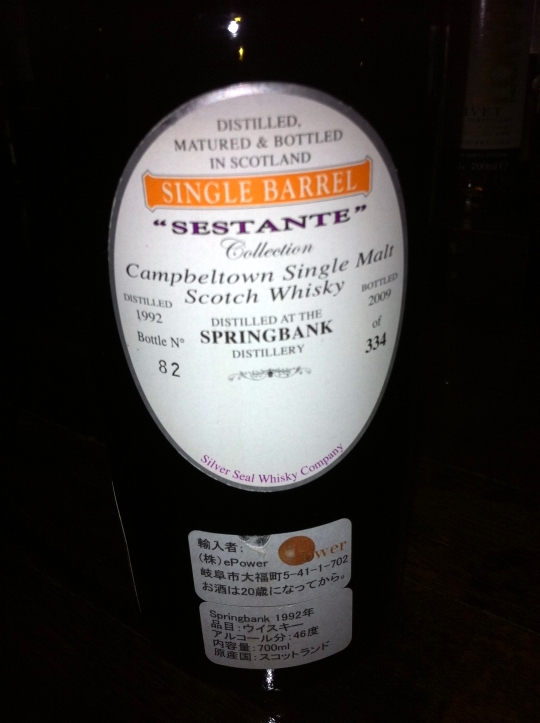 DISTILLED,
MATURED & BOTTLED
IN SCOTLAND
SINGLE BARREL
"SESTANTE"
Collection
Campbeltown Single Malt
Scotch Whisky
DISTILLED
1992
BOTTLED
2009
DISTILLED AT THE
SPRINGBANK
DISTILLERY
Bottle Nº
82
of
334
Silver Seal Whisky Company
輸入者:
(株)ePower
岐阜市大福町5-41-1-702
お酒は20歳になってから。
Springbank 1992年
品目:ウイスキー
アルコール分:46度
内容量:700ml
原産国:スコットランド